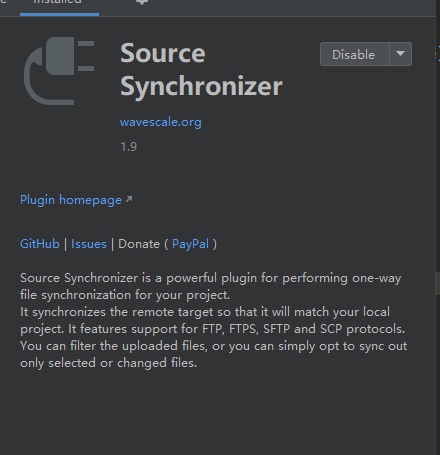 Installed
Source
Synchronizer
Disable
wavescale.org
1.9
Plugin homepage ↗
GitHub | Issues | Donate ( PayPal )
Source Synchronizer is a powerful plugin for performing one-way
file synchronization for your project.
It synchronizes the remote target so that it will match your local
project. It features support for FTP, FTPS, SFTP and SCP protocols.
You can filter the uploaded files, or you can simply opt to sync out
only selected or changed files.